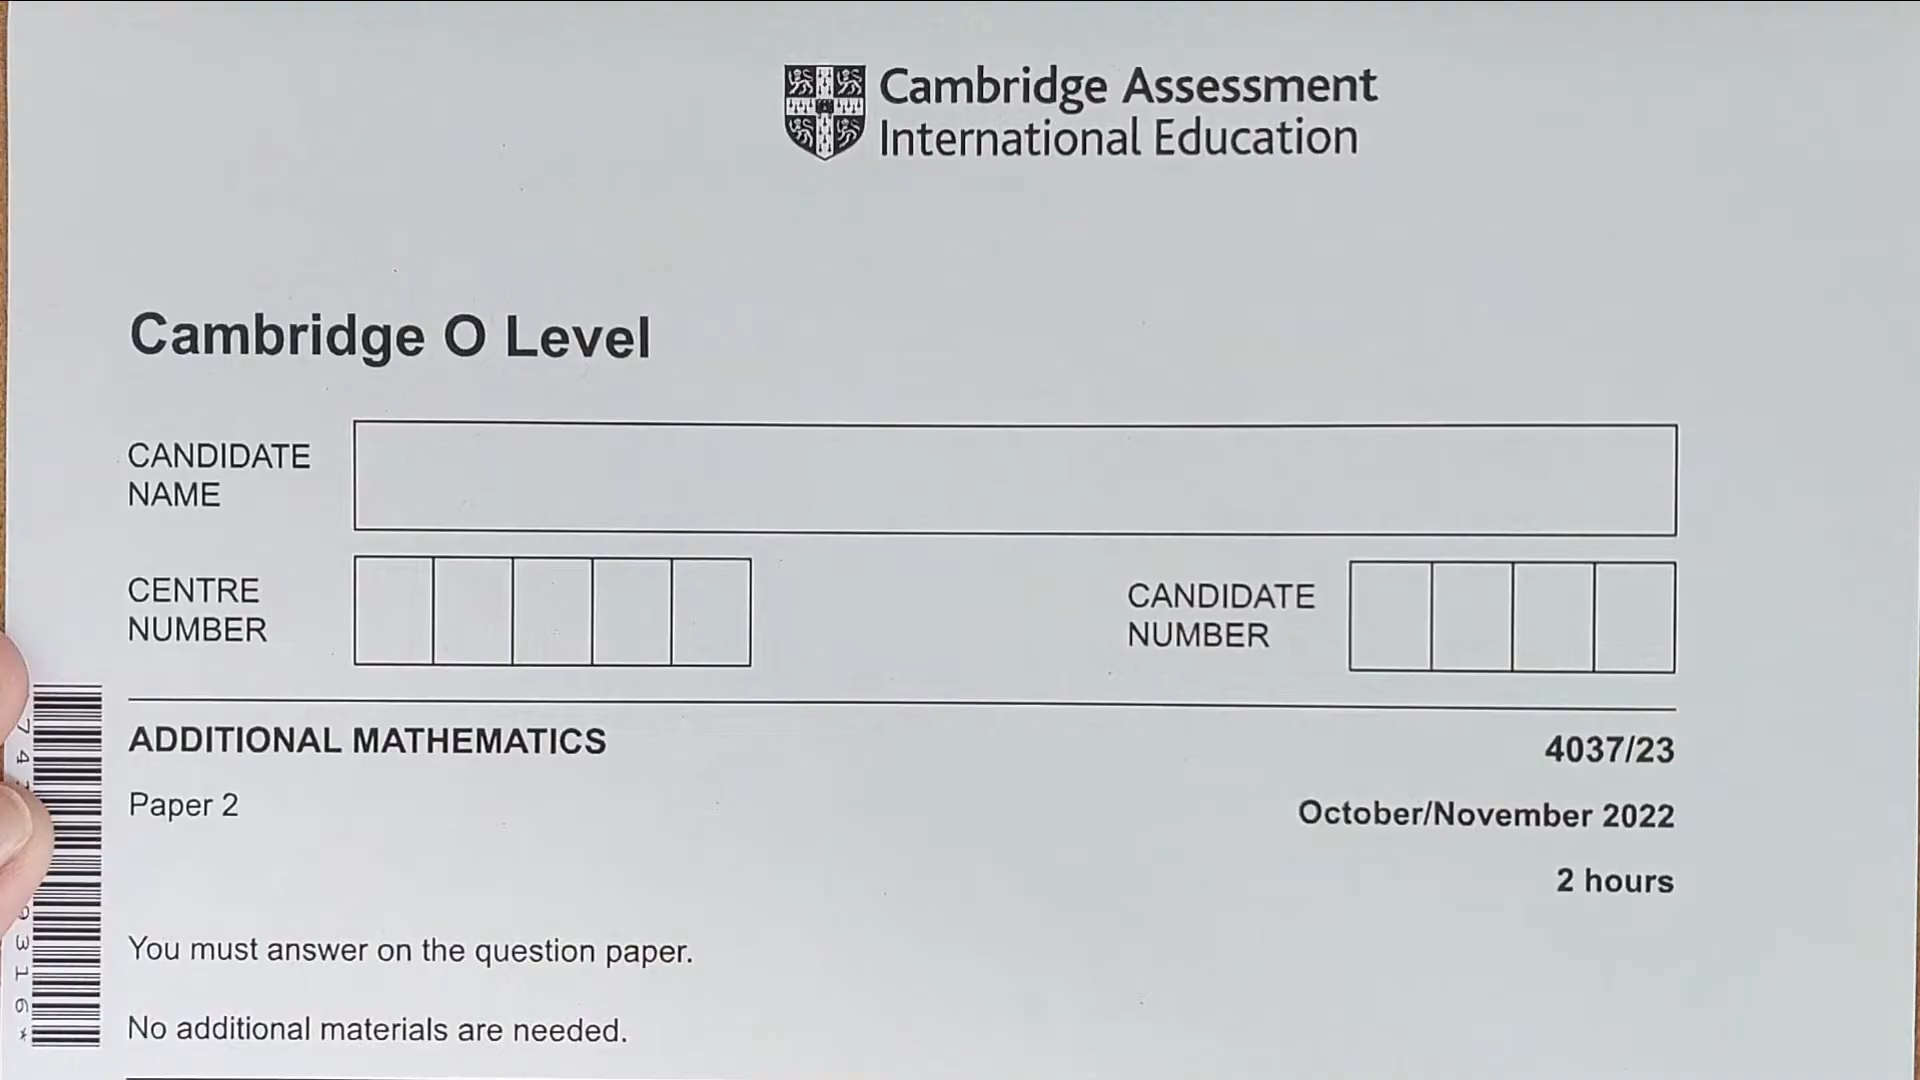 Cambridge Assessment
International Education
Cambridge O Level
CANDIDATE
NAME
CENTRE
NUMBER
CANDIDATE
NUMBER
ADDITIONAL MATHEMATICS
4037/23
Paper 2
October/November 2022
2 hours
You must answer on the question paper.
No additional materials are needed.